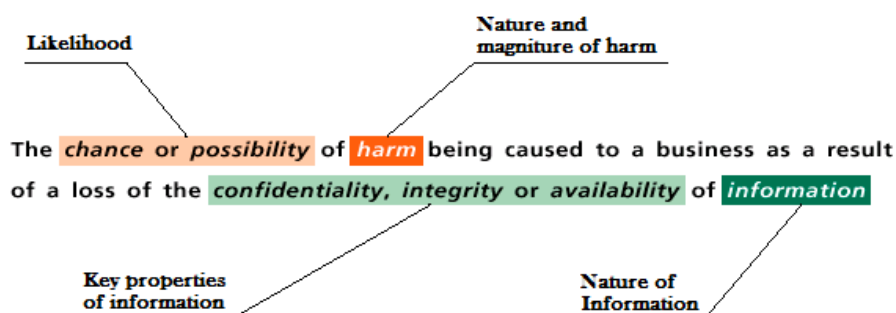 Likelihood
Nature and
magniture of harm
The chance or possibility of harm being caused to a business as a result
of a loss of the confidentiality, integrity or availability of information
Key properties
of information
Nature of
Information